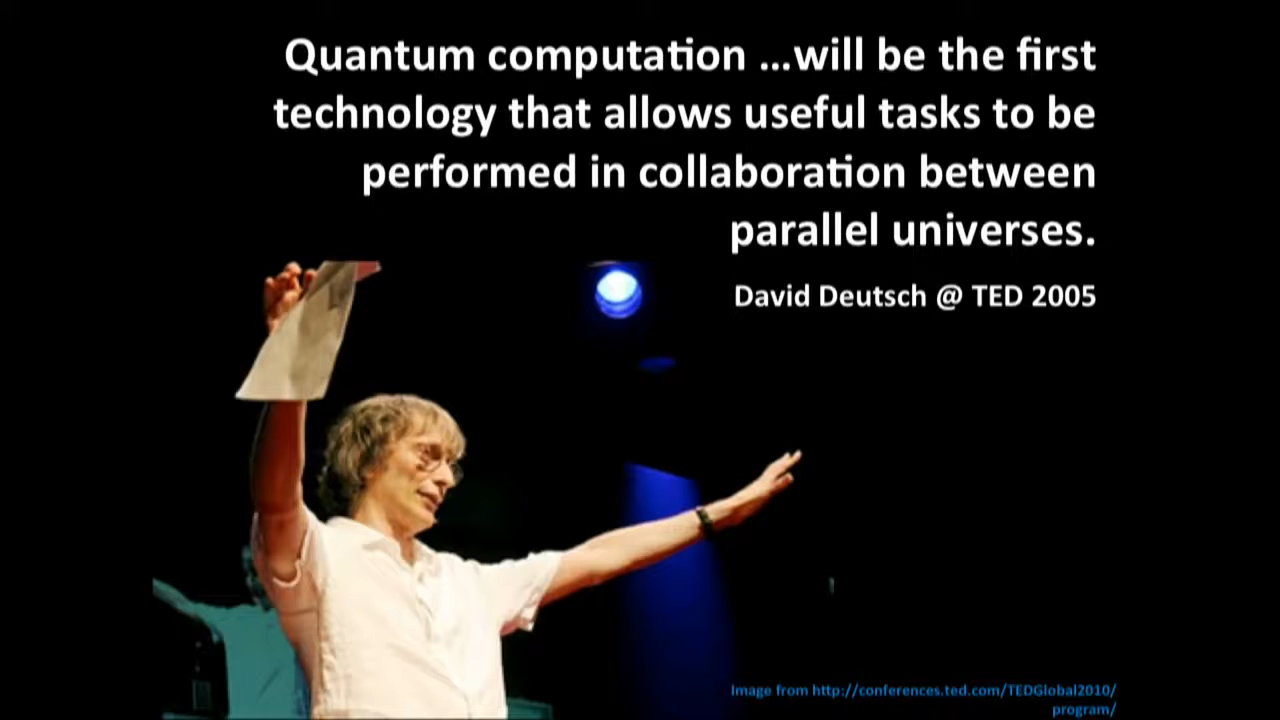 Quantum computation ...will be the first
technology that allows useful tasks to be
performed in collaboration between
parallel universes.
David Deutsch @ TED 2005
Image from http://conferences.ted.com/TEDGlobal2010/
program/